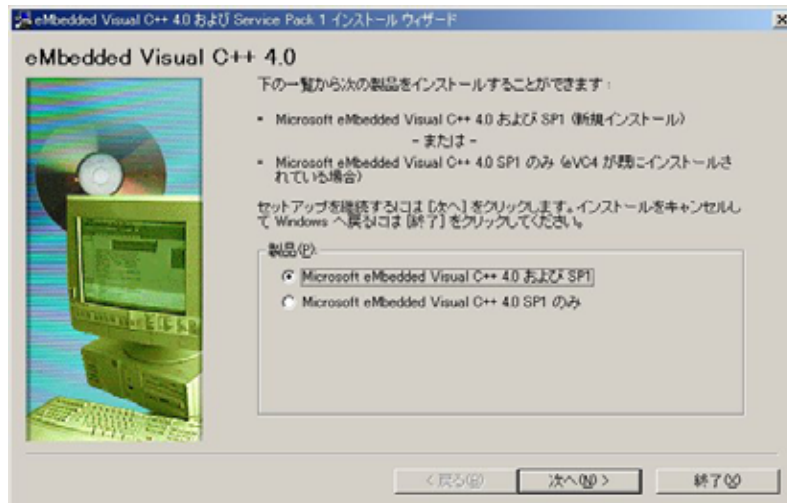 eMbedded Visual C++ 4.0 および Service Pack 1 インストール ウィザード
eMbedded Visual C++ 4.0
下の一覧から次の製品をインストールすることができます:
- Microsoft eMbedded Visual C++ 4.0 および SP1 (新規インストール)
- または -
- Microsoft eMbedded Visual C++ 4.0 SP1 のみ (eVC4 が既にインストールさ
れている場合)
セットアップを継続するには [次へ] をクリックします。インストールをキャンセルし
て Windows へ戻るには [終了] をクリックしてください。
製品(P):
Microsoft eMbedded Visual C++ 4.0 および SP1
Microsoft eMbedded Visual C++ 4.0 SP1 のみ
< 戻る(B)
次へ(N) >
終了(X)